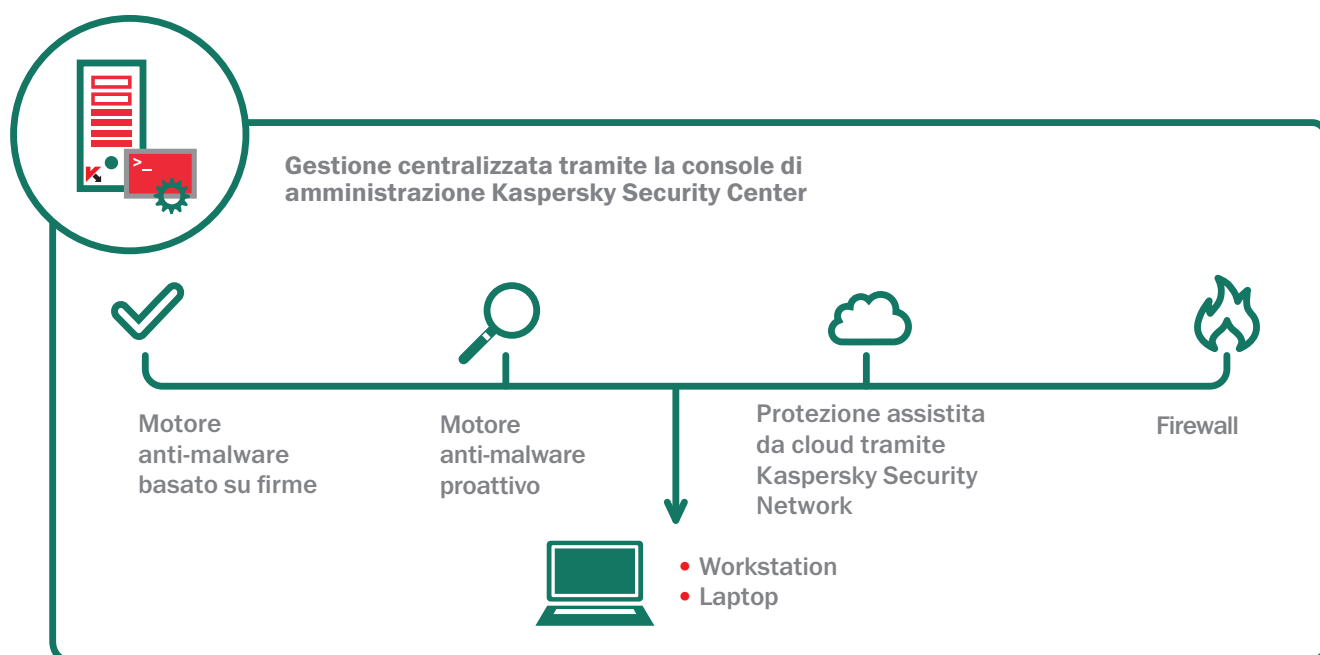 >_
Gestione centralizzata tramite la console di
amministrazione Kaspersky Security Center
Motore
anti-malware
basato su firme
Motore
anti-malware
proattivo
Protezione assistita
da cloud tramite
Kaspersky Security
Network
Firewall
• Workstation
• Laptop